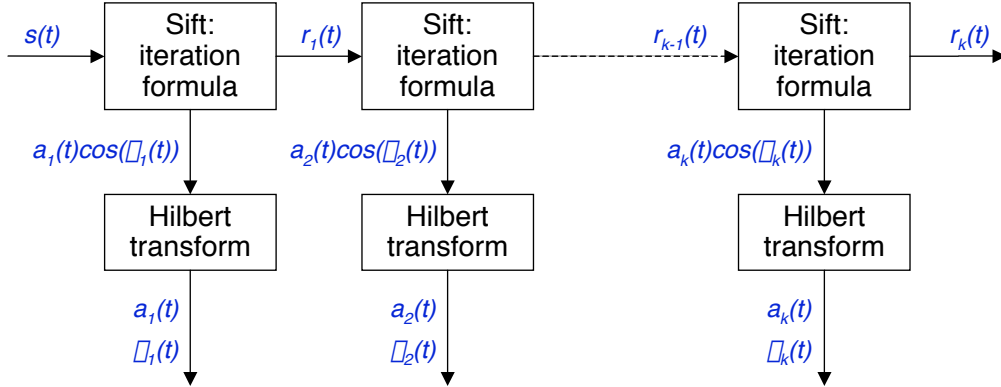 s(t)
Sift:
iteration
formula
r₁(t)
Sift:
iteration
formula
rₖ₋₁(t)
Sift:
iteration
formula
rₖ(t)
a₁(t)cos(▯₁(t))
a₂(t)cos(▯₂(t))
aₖ(t)cos(▯ₖ(t))
Hilbert
transform
Hilbert
transform
Hilbert
transform
a₁(t)
▯₁(t)
a₂(t)
▯₂(t)
aₖ(t)
▯ₖ(t)